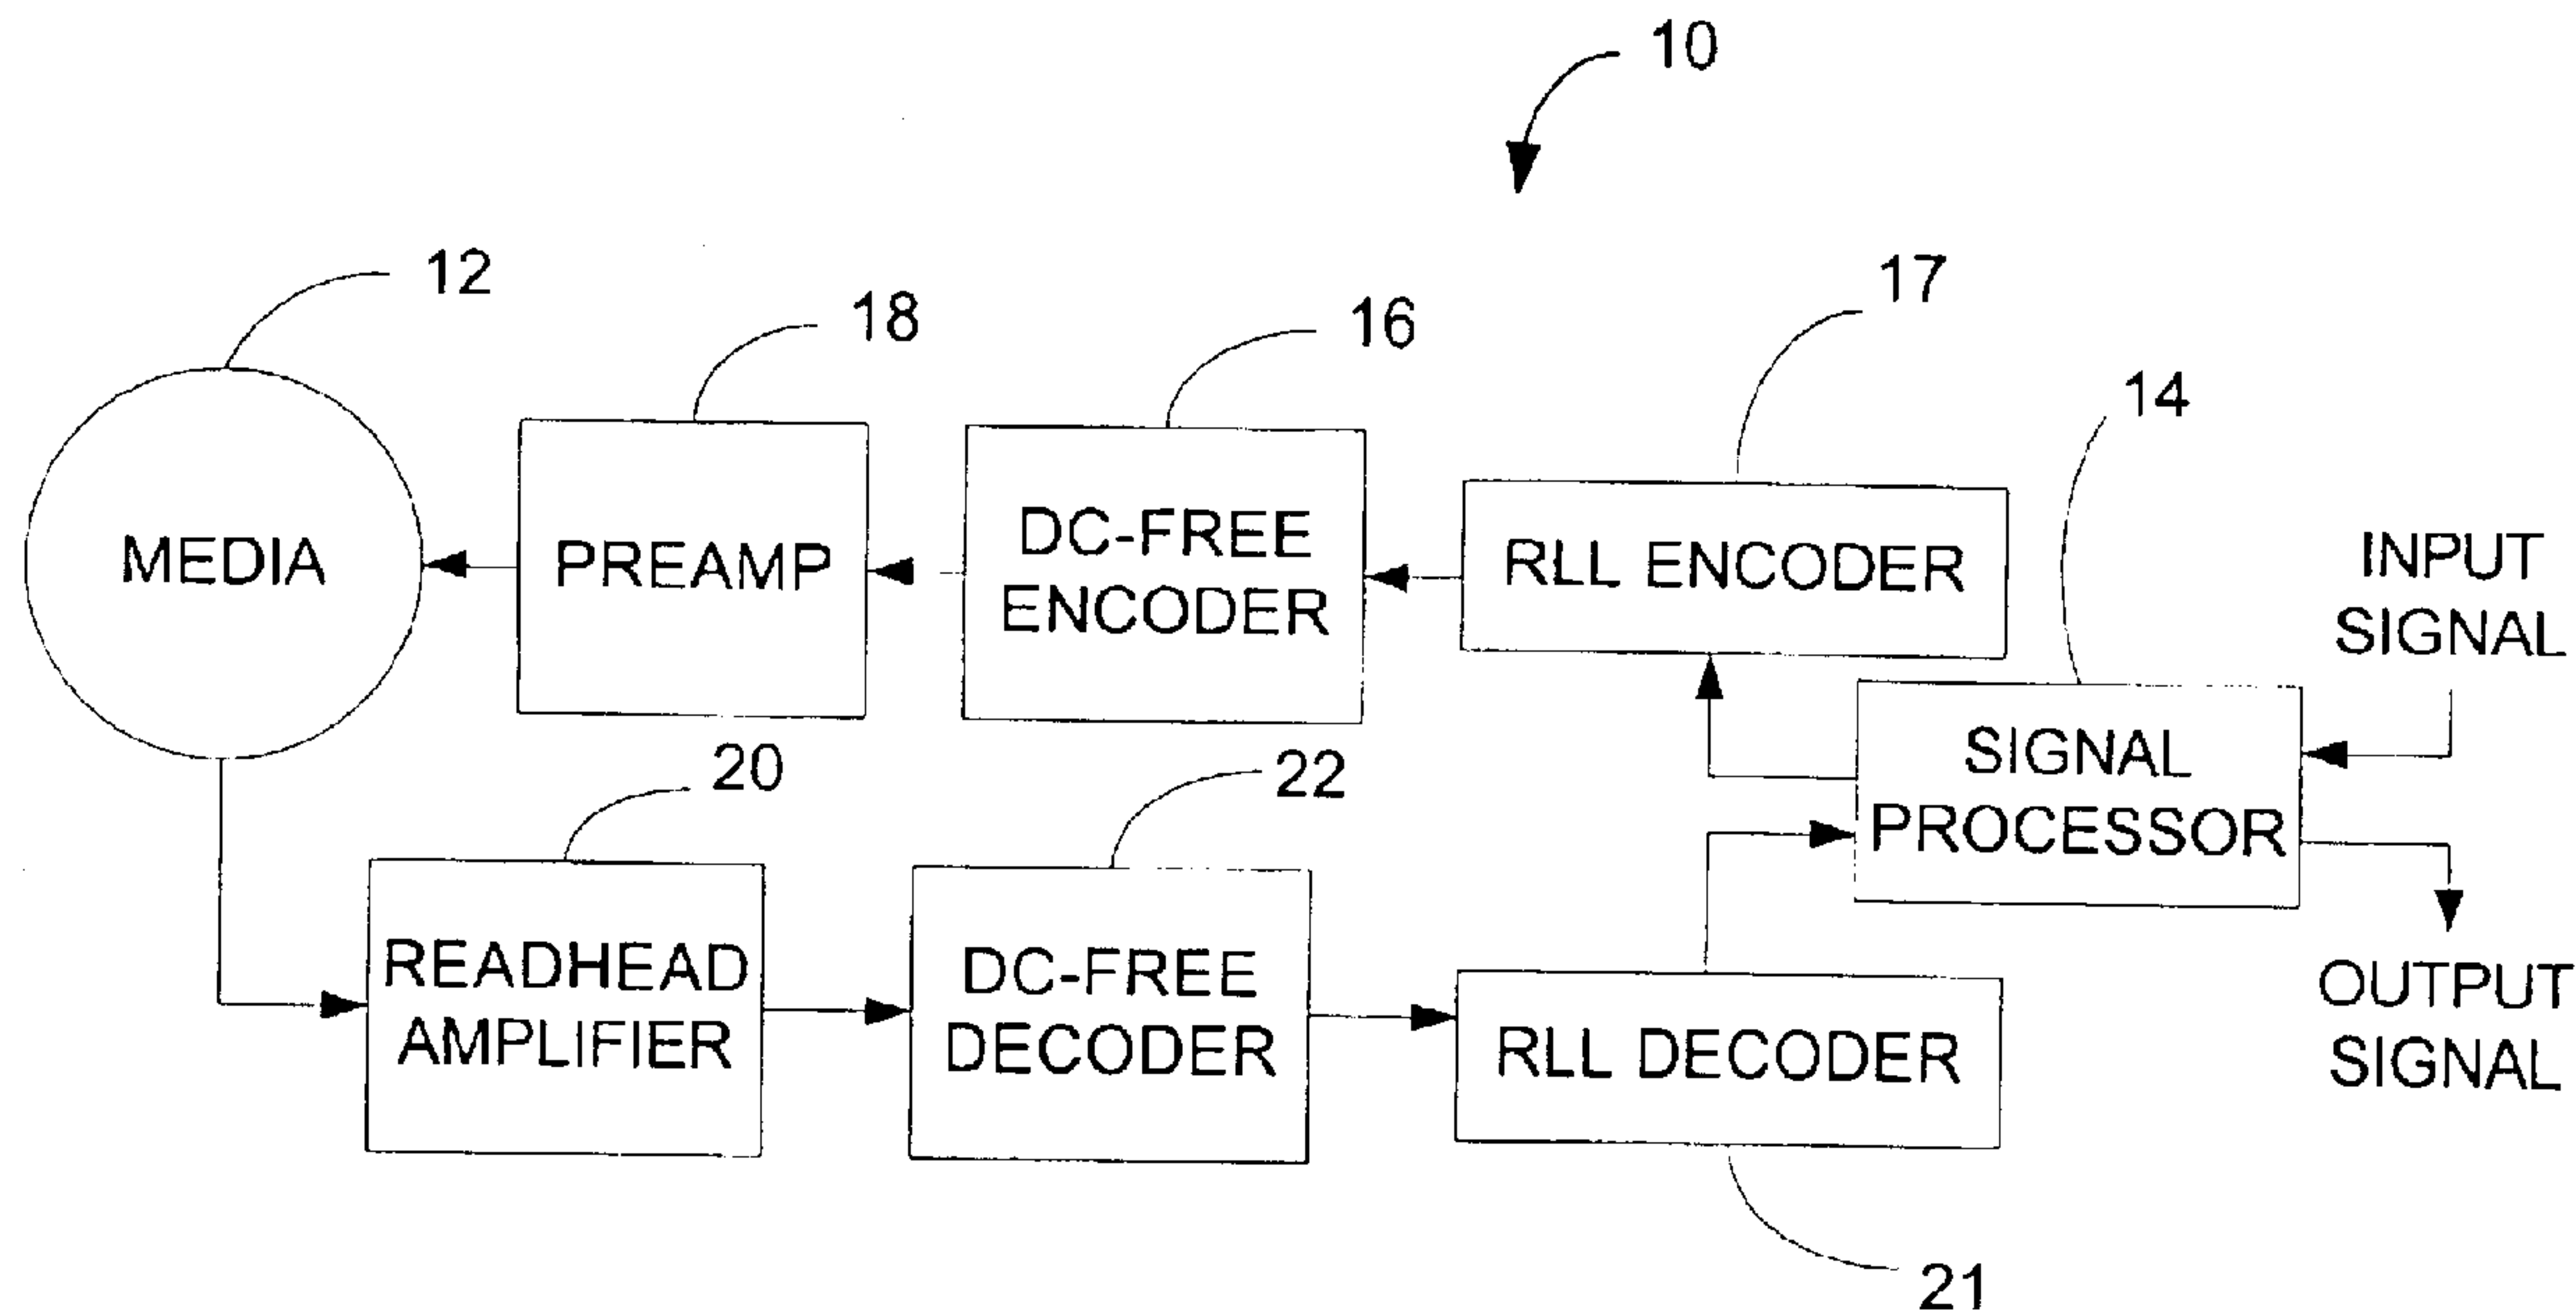 10
12
18
16
17
14
MEDIA
PREAMP
DC-FREE
ENCODER
RLL ENCODER
INPUT
SIGNAL
SIGNAL
PROCESSOR
20
22
READHEAD
AMPLIFIER
DC-FREE
DECODER
RLL DECODER
OUTPUT
SIGNAL
21